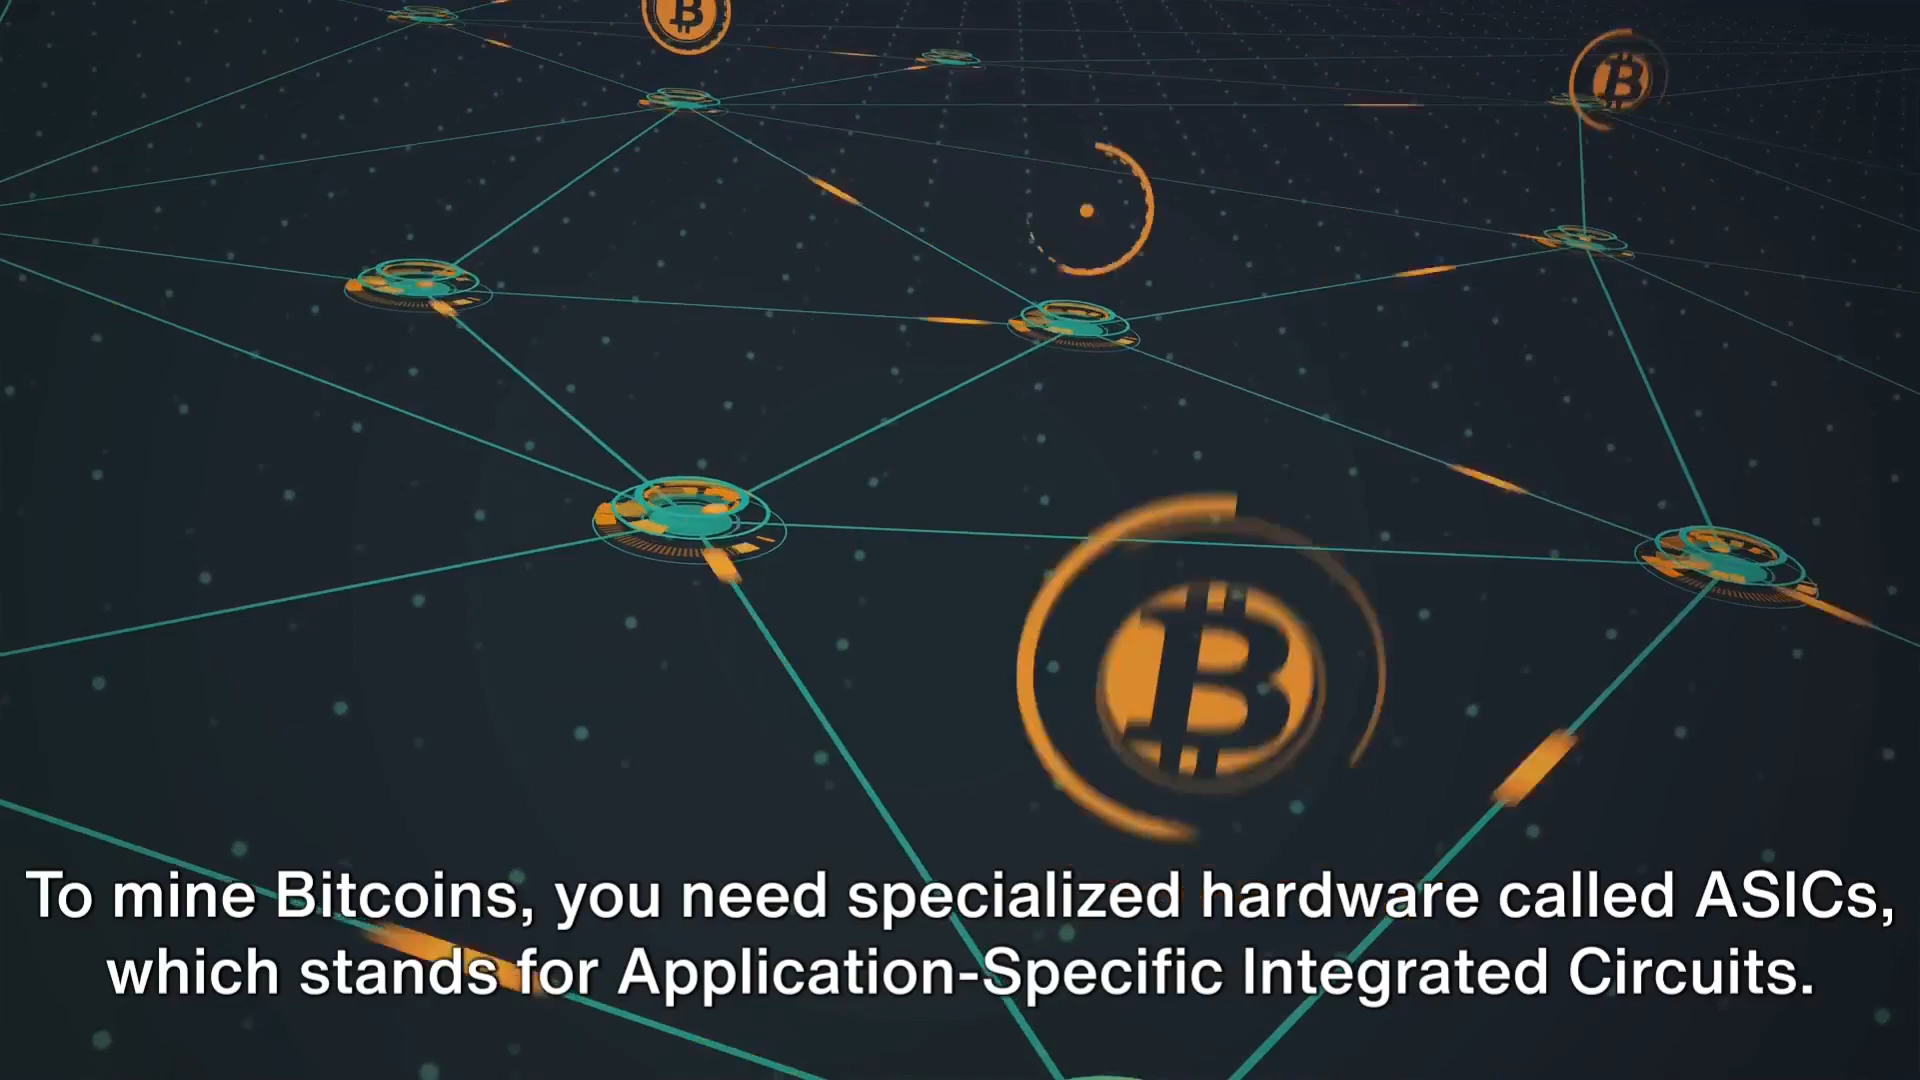 To mine Bitcoins, you need specialized hardware called ASICs,
which stands for Application-Specific Integrated Circuits.